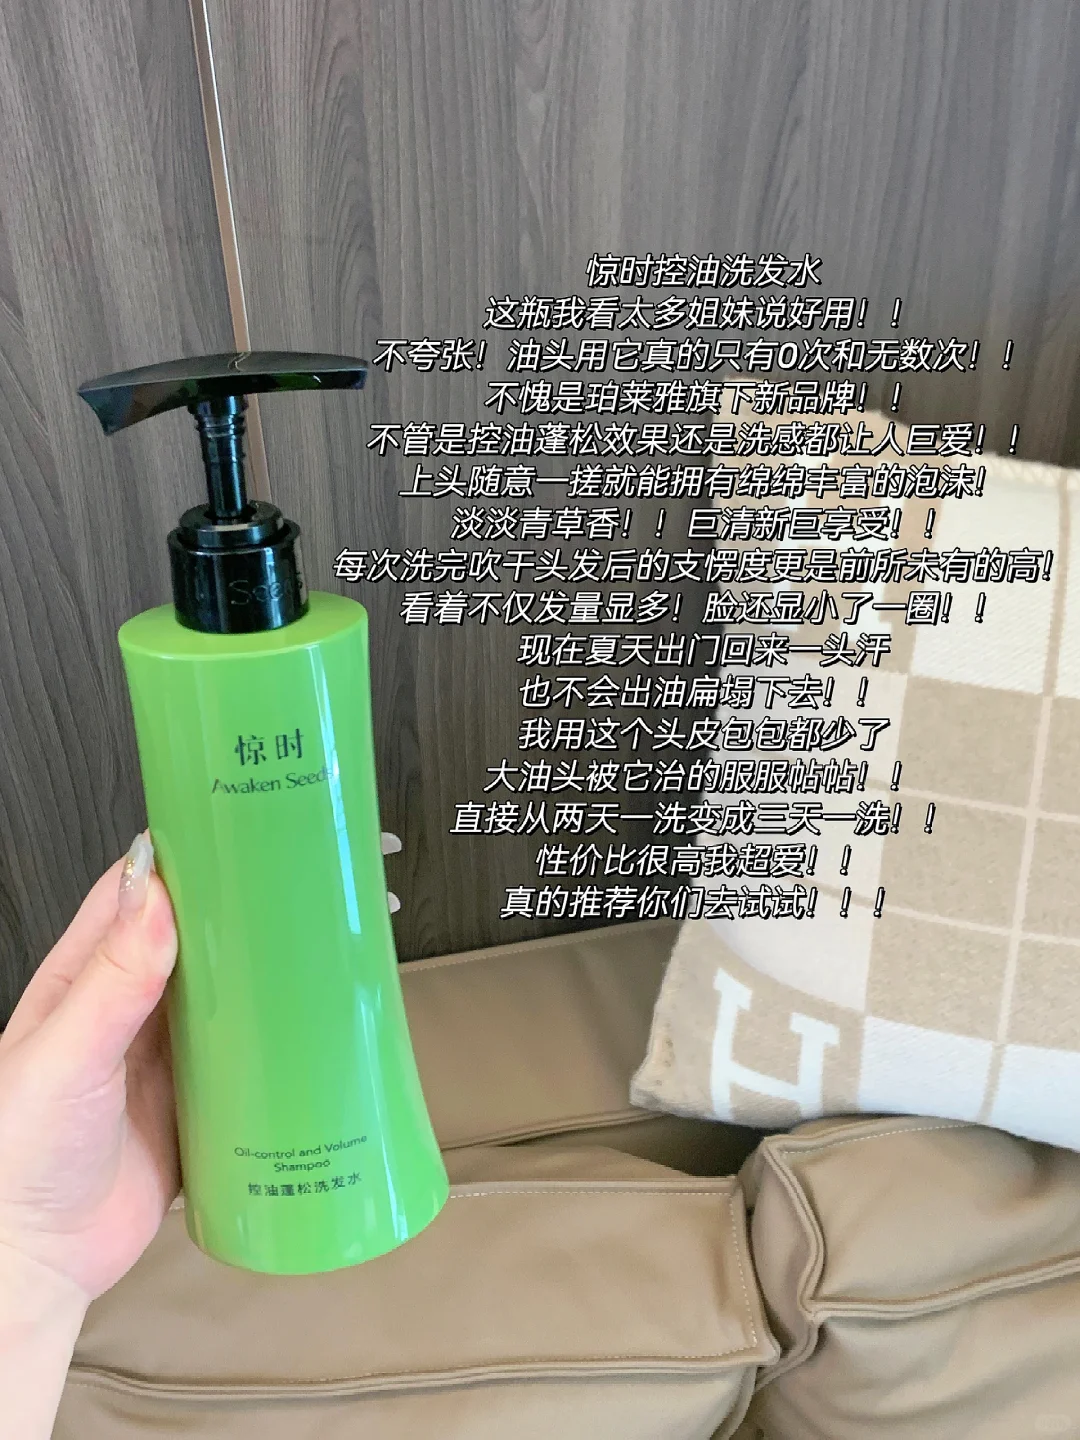 惊时控油洗发水
这瓶我看太多姐妹说好用！！
不夸张！油头用它真的只有0次和无数次！！
不愧是珀莱雅旗下新品牌！！
不管是控油蓬松效果还是洗感都让人巨爱！！
上头随意一搓就能拥有绵绵丰富的泡沫！
淡淡青草香！！巨清新巨享受！！
每次洗完吹干头发后的支愣度更是前所未有的高！
看着不仅发量显多！脸还显小了一圈！！
现在夏天出门回来一头汗
也不会出油扁塌下去！！
我用这个头皮包包都少了
大油头被它治的服服帖帖！！
直接从两天一洗变成三天一洗！！
性价比很高我超爱！！
真的推荐你们去试试！！！
惊时
Awaken Seeds
Oil-control and Volume
Shampoo
控油蓬松洗发水
H